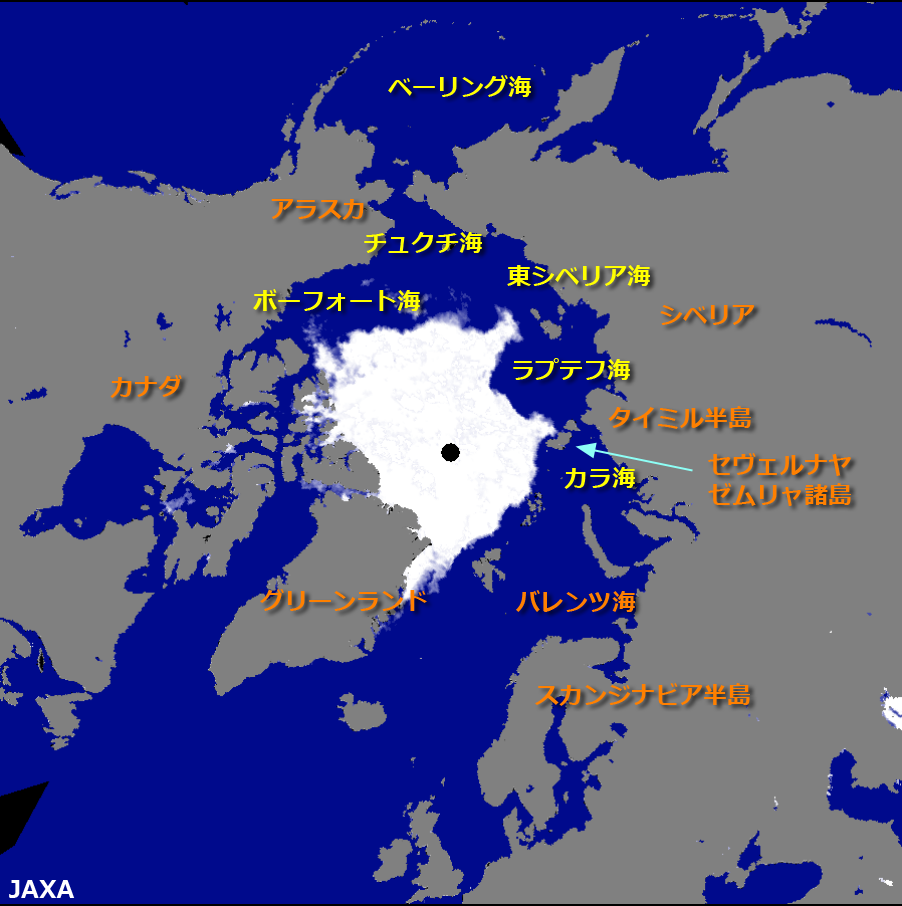 ベーリング海
アラスカ
チュクチ海
東シベリア海
ボーフォート海
シベリア
ラプテフ海
カナダ
タイミル半島
セヴェルナヤ
ゼムリャ諸島
カラ海
グリーンランド
バレンツ海
スカンジナビア半島
JAXA